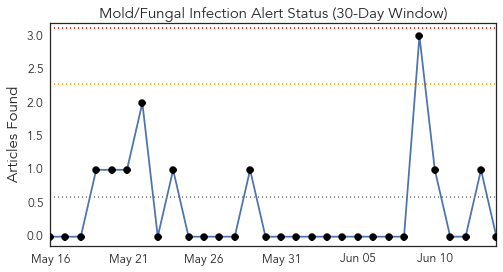 Mold/Fungal Infection Alert Status (30-Day Window)
Articles Found
3.0
2.5
2.0
1.5
1.0
0.5
0.0
May 16
May 21
May 26
May 31
Jun 05
Jun 10